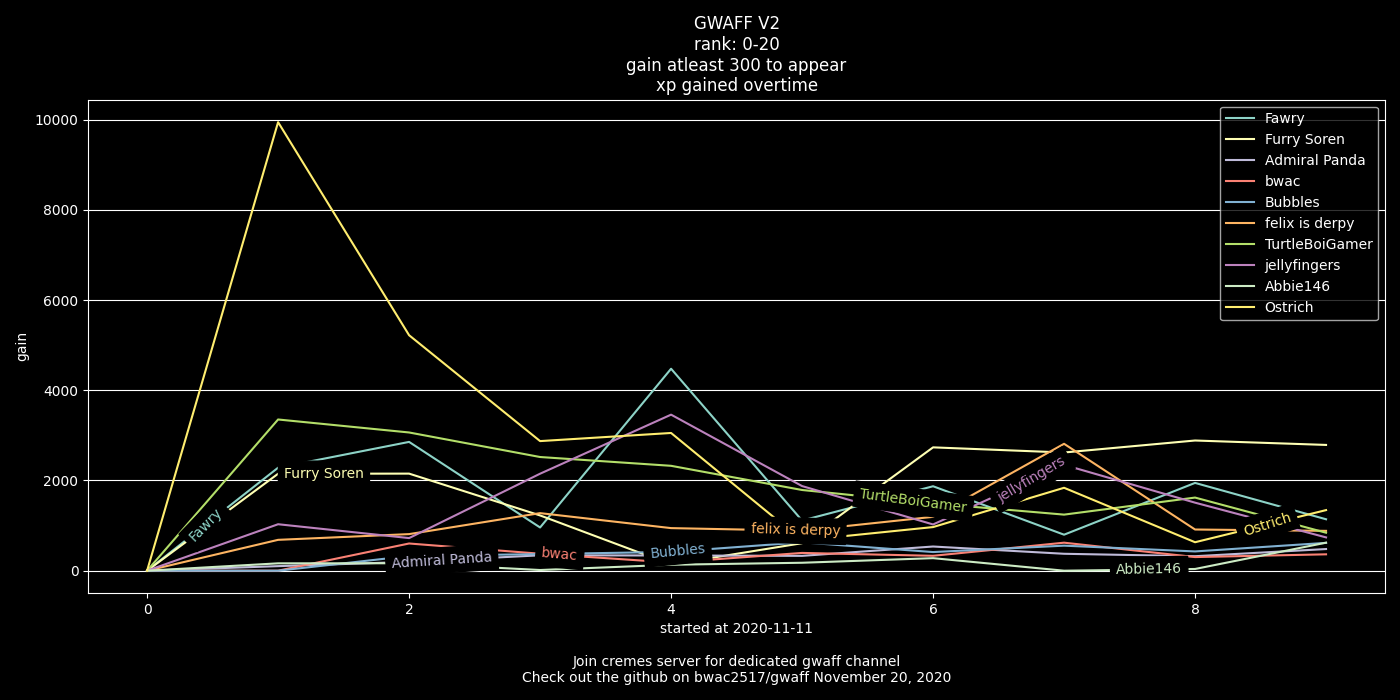 GWAFF V2
rank: 0-20
gain atleast 300 to appear
xp gained overtime
10000
8000
6000
4000
2000
0
gain
Fawry
Furry Soren
Admiral Panda
bwac
Bubbles
felix is derpy
TurtleBoiGamer
jellyfingers
Abbie146
Ostrich
Fawry
Furry Soren
Admiral Panda
bwac
Bubbles
felix is derpy
TurtleBoiGamer
jellyfingers
Abbie146
Ostrich
0
2
4
6
8
started at 2020-11-11
Join cremes server for dedicated gwaff channel
Check out the github on bwac2517/gwaff November 20, 2020